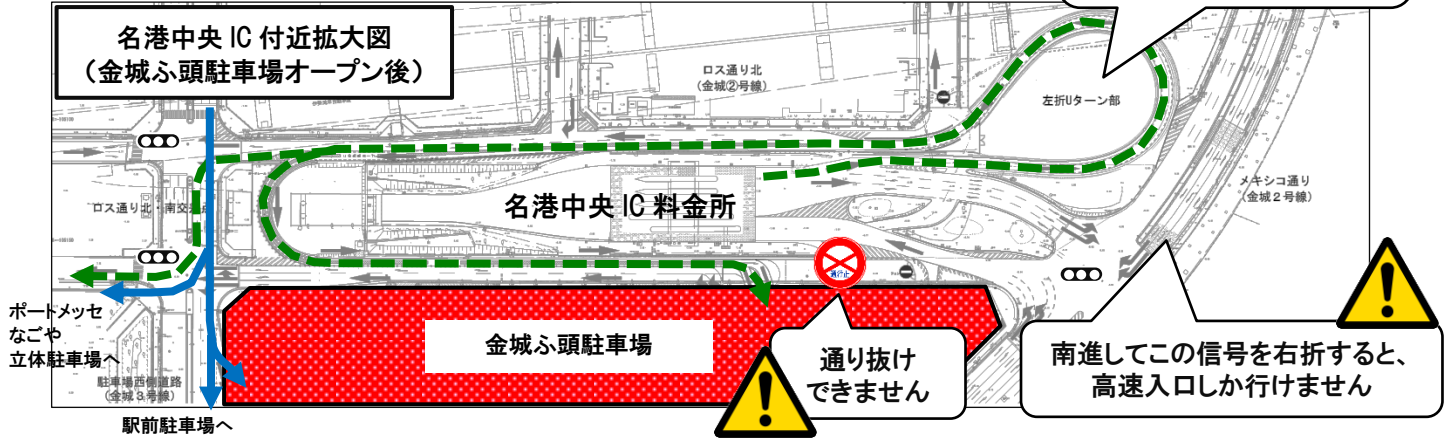 名港中央 IC 付近拡大図
（金城ふ頭駐車場オープン後）
ロス通り北
（金城②号線）
左折Uターン部
メキシコ通り
（金城２号線）
名港中央 IC 料金所
ロス通り北・南交差点
通行止
ポートメッセ
なごや
立体駐車場へ
金城ふ頭駐車場
通り抜け
できません
南進してこの信号を右折すると、
高速入口しか行けません
駐車場西側道路
（金城３号線）
駅前駐車場へ